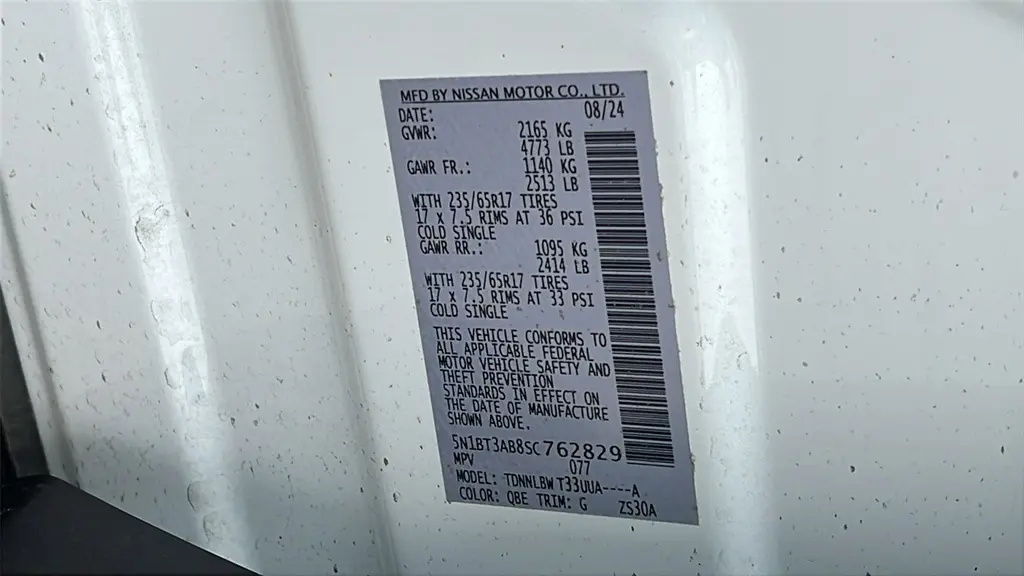 MFD BY NISSAN MOTOR CO., LTD.
DATE: 08/24
GVWR: 2165 KG
4773 LB
GAWR FR.: 1140 KG
2513 LB
WITH 235/65R17 TIRES
17 x 7.5 RIMS AT 36 PSI
COLD SINGLE
GAWR RR.: 1095 KG
2414 LB
WITH 235/65R17 TIRES
17 x 7.5 RIMS AT 33 PSI
COLD SINGLE
THIS VEHICLE CONFORMS TO
ALL APPLICABLE FEDERAL
MOTOR VEHICLE SAFETY AND
THEFT PREVENTION
STANDARDS IN EFFECT ON
THE DATE OF MANUFACTURE
SHOWN ABOVE.
5N1BT3AB8SC762829
MPV 077
MODEL: TDNNLBW T33UUA----A
COLOR: QBE TRIM: G ZS30A